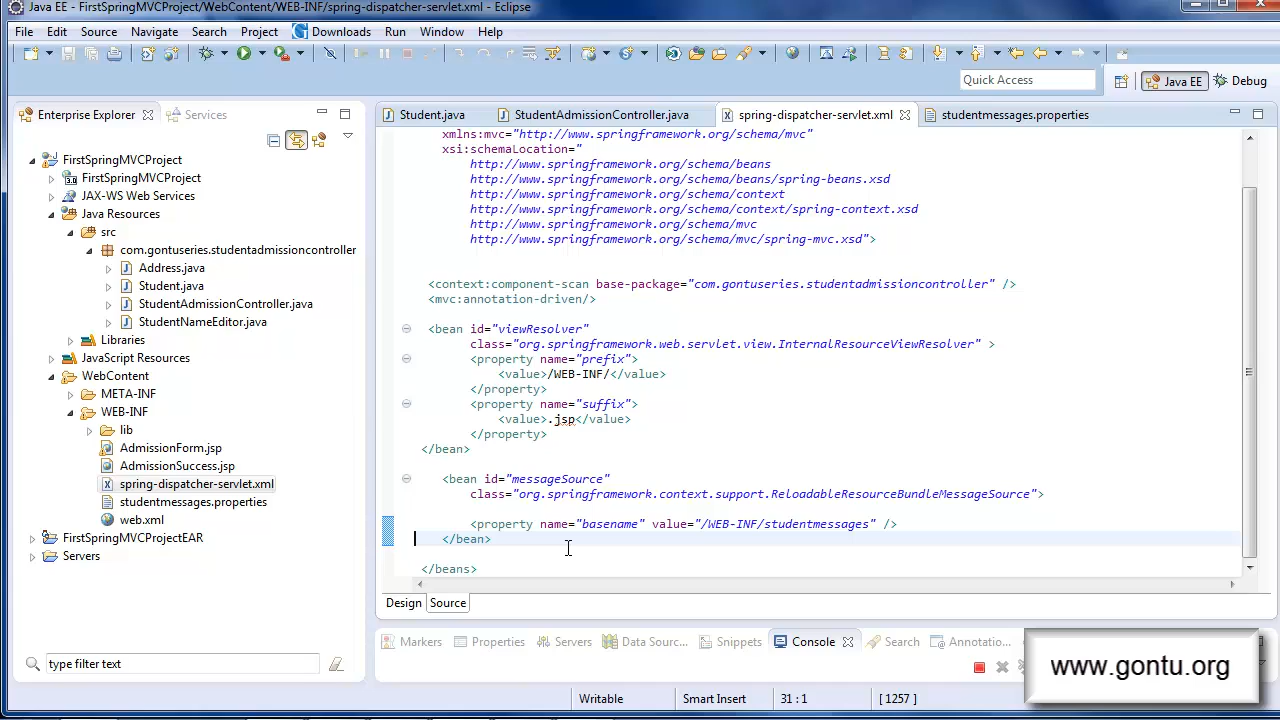 Java EE - FirstSpringMVCProject/WebContent/WEB-INF/spring-dispatcher-servlet.xml - Eclipse
File Edit Source Navigate Search Project Downloads Run Window Help
Quick Access
Java EE
Debug
Enterprise Explorer
Services
FirstSpringMVCProject
FirstSpringMVCProject
JAX-WS Web Services
Java Resources
src
com.gontuseries.studentadmissioncontroller
Address.java
Student.java
StudentAdmissionController.java
StudentNameEditor.java
Libraries
JavaScript Resources
WebContent
META-INF
WEB-INF
lib
AdmissionForm.jsp
AdmissionSuccess.jsp
spring-dispatcher-servlet.xml
studentmessages.properties
web.xml
FirstSpringMVCProjectEAR
Servers
type filter text
Student.java
StudentAdmissionController.java
spring-dispatcher-servlet.xml
studentmessages.properties
xmlns:mvc="http://www.springframework.org/schema/mvc"
xsi:schemaLocation="
http://www.springframework.org/schema/beans
http://www.springframework.org/schema/beans/spring-beans.xsd
http://www.springframework.org/schema/context
http://www.springframework.org/schema/context/spring-context.xsd
http://www.springframework.org/schema/mvc
http://www.springframework.org/schema/mvc/spring-mvc.xsd">
<context:component-scan base-package="com.gontuseries.studentadmissioncontroller" />
<mvc:annotation-driven/>
<bean id="viewResolver"
class="org.springframework.web.servlet.view.InternalResourceViewResolver" >
<property name="prefix">
<value>/WEB-INF/</value>
</property>
<property name="suffix">
<value>.jsp</value>
</property>
</bean>
<bean id="messageSource"
class="org.springframework.context.support.ReloadableResourceBundleMessageSource">
<property name="basename" value="/WEB-INF/studentmessages" />
</bean>
</beans>
Design
Source
Markers
Properties
Servers
Data Sourc...
Snippets
Console
Search
Annotatio...
www.gontu.org
Writable
Smart Insert
31 : 1
[ 1257 ]